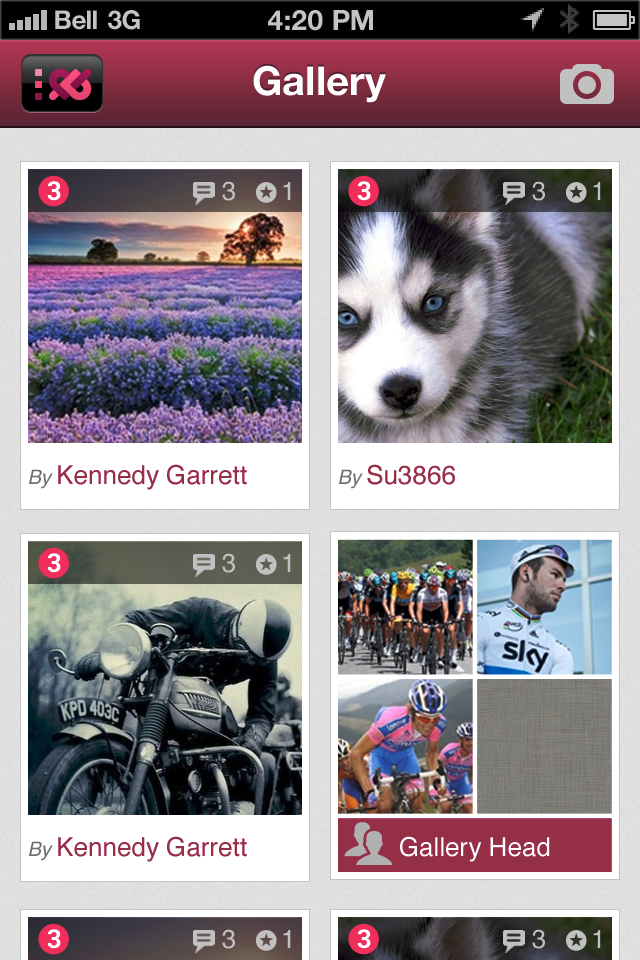 Bell 3G 4:20 PM
Gallery
3 3 1
3 3 1
By Kennedy Garrett
By Su3866
3 3 1
KPD 403C
sky
By Kennedy Garrett
Gallery Head
3 3 1
3 3 1